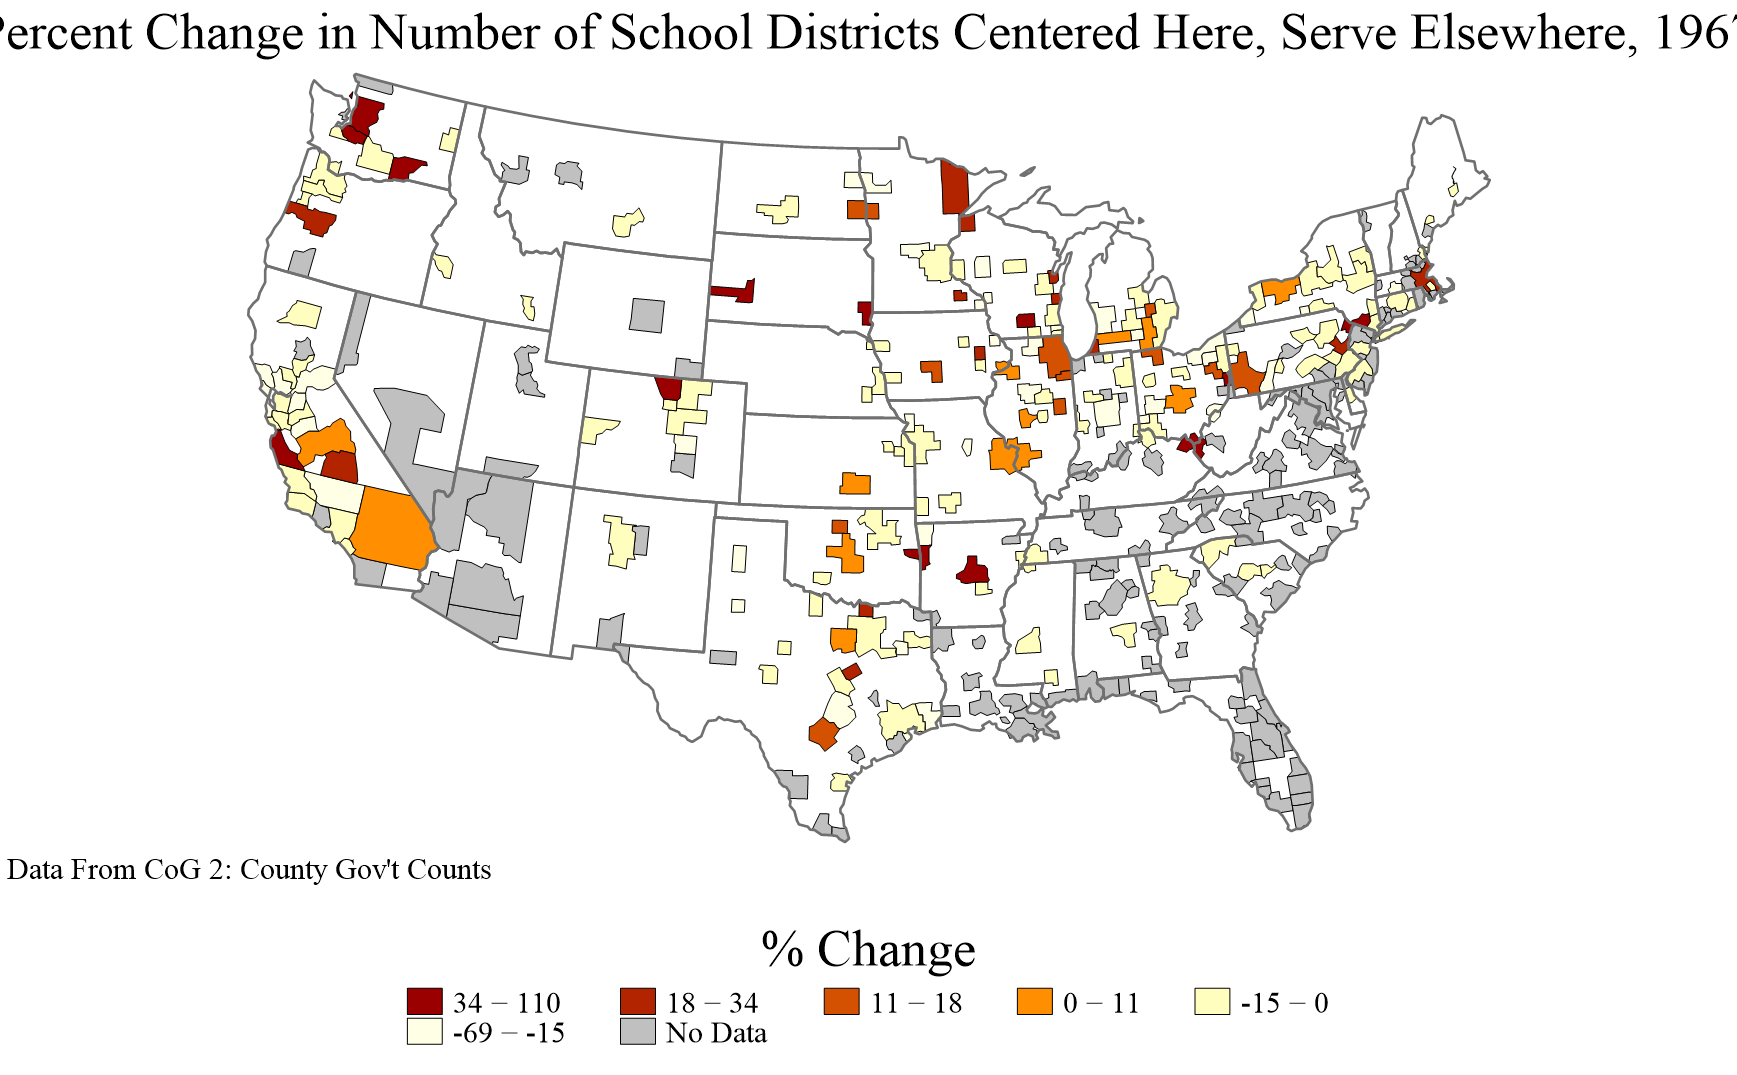 Percent Change in Number of School Districts Centered Here, Serve Elsewhere, 196
Data From CoG 2: County Gov't Counts
% Change
34 − 110 18 − 34 11 − 18 0 − 11 -15 − 0
-69 − -15 No Data